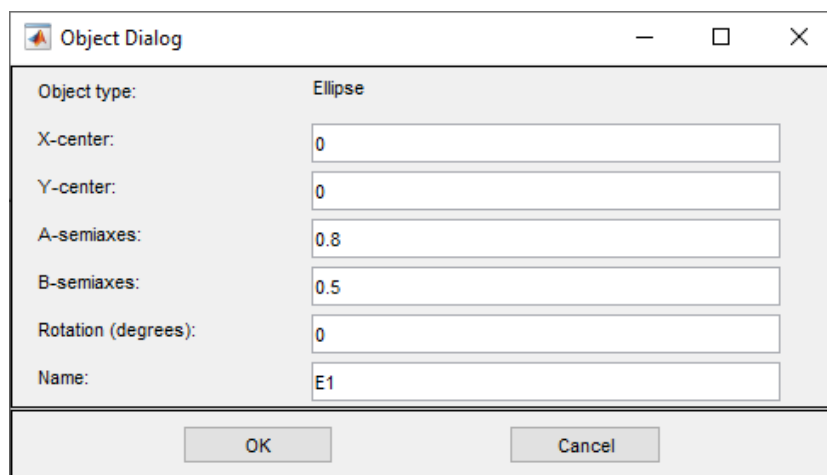 Object Dialog
Object type: Ellipse
X-center: 0
Y-center: 0
A-semiaxes: 0.8
B-semiaxes: 0.5
Rotation (degrees): 0
Name: E1
OK Cancel